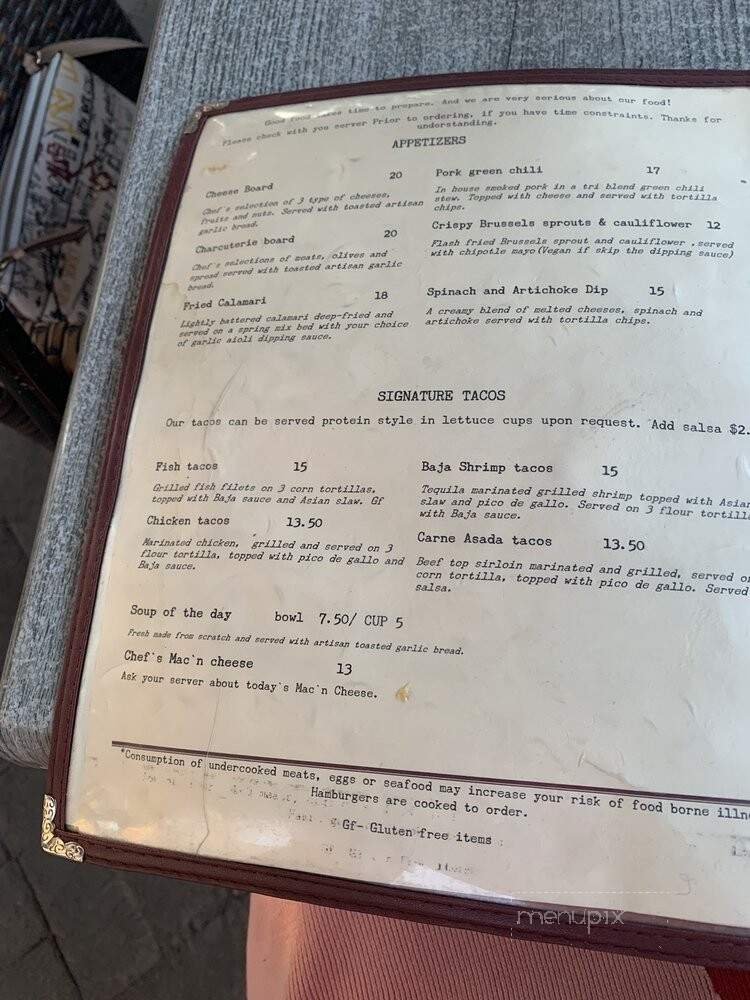 Good food takes time to prepare. And we are very serious about our food!
Please check with you server Prior to ordering, if you have time constraints. Thanks for
understanding.
APPETIZERS
Cheese Board 20
Chef's selection of 3 type of cheeses,
fruits and nuts. Served with toasted artisan
garlic bread.
Charcuterie board 20
Chef's selections of meats, olives and
spread served with toasted artisan garlic
bread.
Fried Calamari 18
Lightly battered calamari deep-fried and
served on a spring mix bed with your choice
of garlic aioli dipping sauce.
Pork green chili 17
In house smoked pork in a tri blend green chili
stew. Topped with cheese and served with tortilla
chips.
Crispy Brussels sprouts & cauliflower 12
Flash fried Brussels sprout and cauliflower ,served
with chipotle mayo(Vegan if skip the dipping sauce)
Spinach and Artichoke Dip 15
A creamy blend of melted cheeses, spinach and
artichoke served with tortilla chips.
SIGNATURE TACOS
Our tacos can be served protein style in lettuce cups upon request. Add salsa $2.
Fish tacos 15
Grilled fish filets on 3 corn tortillas,
topped with Baja sauce and Asian slaw. Gf
Chicken tacos 13.50
Marinated chicken, grilled and served on 3
flour tortilla, topped with pico de gallo and
Baja sauce.
Baja Shrimp tacos 15
Tequila marinated grilled shrimp topped with Asian
slaw and pico de gallo. Served on 3 flour tortill
with Baja sauce.
Carne Asada tacos 13.50
Beef top sirloin marinated and grilled, served on
corn tortilla, topped with pico de gallo. Served
salsa.
Soup of the day bowl 7.50/ CUP 5
Fresh made from scratch and served with artisan toasted garlic bread.
Chef's Mac'n cheese 13
Ask your server about today's Mac'n Cheese.
*Consumption of undercooked meats, eggs or seafood may increase your risk of food borne illn
Hamburgers are cooked to order.
Gf- Gluten free items
menupix